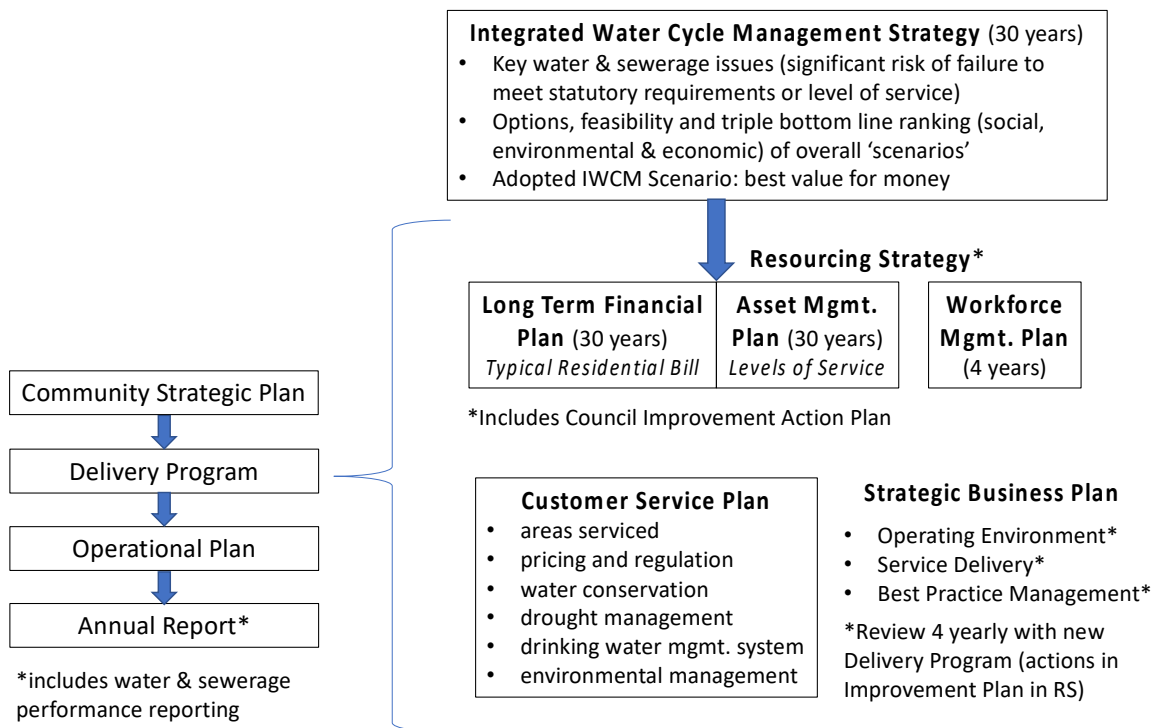 Integrated Water Cycle Management Strategy (30 years)
• Key water & sewerage issues (significant risk of failure to
meet statutory requirements or level of service)
• Options, feasibility and triple bottom line ranking (social,
environmental & economic) of overall ‘scenarios’
• Adopted IWCM Scenario: best value for money
Resourcing Strategy*
Long Term Financial
Plan (30 years)
Typical Residential Bill
Asset Mgmt.
Plan (30 years)
Levels of Service
Workforce
Mgmt. Plan
(4 years)
*Includes Council Improvement Action Plan
Community Strategic Plan
Delivery Program
Operational Plan
Annual Report*
*includes water & sewerage
performance reporting
Customer Service Plan
• areas serviced
• pricing and regulation
• water conservation
• drought management
• drinking water mgmt. system
• environmental management
Strategic Business Plan
• Operating Environment*
• Service Delivery*
• Best Practice Management*
*Review 4 yearly with new
Delivery Program (actions in
Improvement Plan in RS)